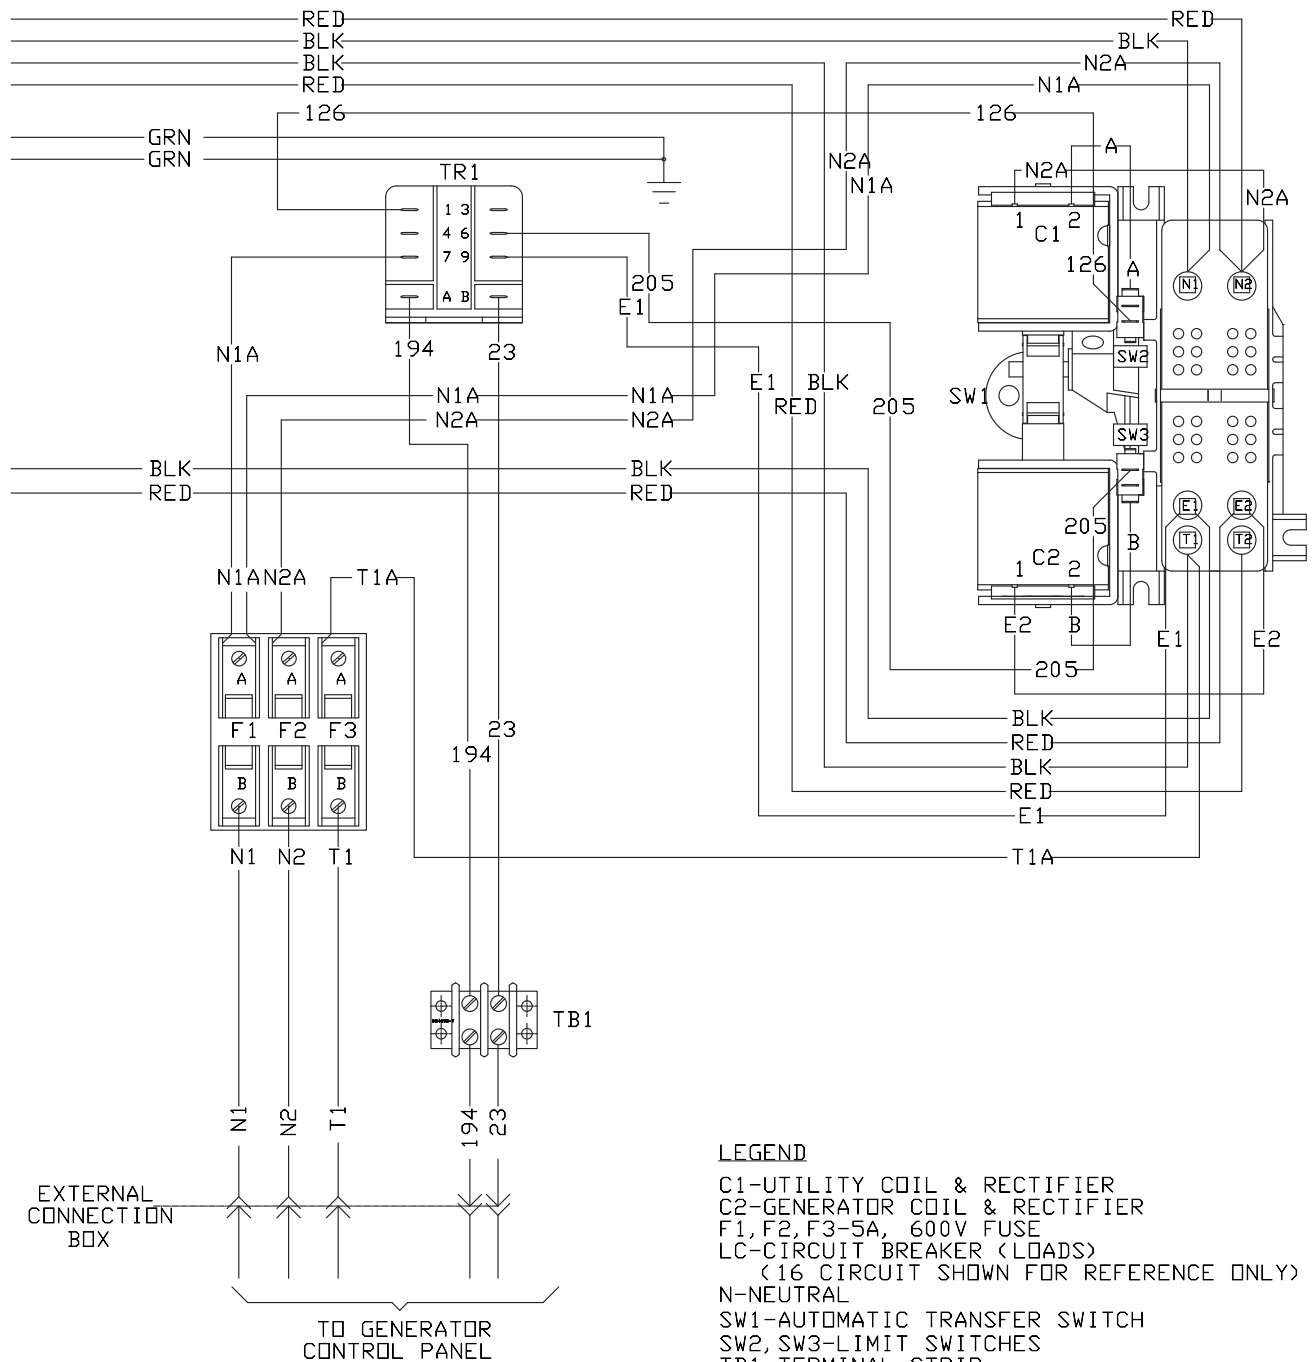 RED RED
BLK BLK
BLK N2A
RED N1A
126 126
GRN A
GRN N2A N2A
TR1 N1A N2A
1 3 1 2
4 6 C1
7 9 126 A
205 N1 N2
A B E1
194 23
N1A SW2
E1 BLK
N1A N1A SW1
RED 205
N2A N2A SW3
BLK BLK
RED RED
E1 E2
205 B T1 T2
C2
1 2
N1A N2A T1A
E2 B E1 E2
A A A 205
BLK
F1 F2 F3 23
RED
194
BLK
B B B RED
E1
N1 N2 T1 T1A
TB1
N1 N2 T1 194 23
LEGEND
C1-UTILITY COIL & RECTIFIER
C2-GENERATOR COIL & RECTIFIER
F1,F2,F3-5A, 600V FUSE
LC-CIRCUIT BREAKER (LOADS)
(16 CIRCUIT SHOWN FOR REFERENCE ONLY)
N-NEUTRAL
SW1-AUTOMATIC TRANSFER SWITCH
SW2,SW3-LIMIT SWITCHES
TB1-TERMINAL STRIP
EXTERNAL
CONNECTION
BOX
TO GENERATOR
CONTROL PANEL